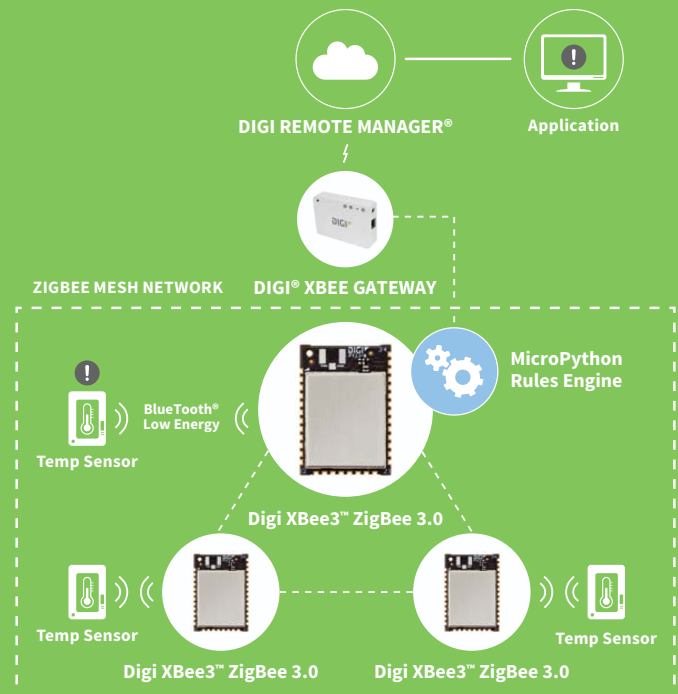 DIGI REMOTE MANAGER®
Application
DIGI
ZIGBEE MESH NETWORK
DIGI® XBEE GATEWAY
DIGI
MicroPython
Rules Engine
BlueTooth®
Low Energy
Temp Sensor
Digi XBee3™ ZigBee 3.0
Temp Sensor
Temp Sensor
Digi XBee3™ ZigBee 3.0
Digi XBee3™ ZigBee 3.0